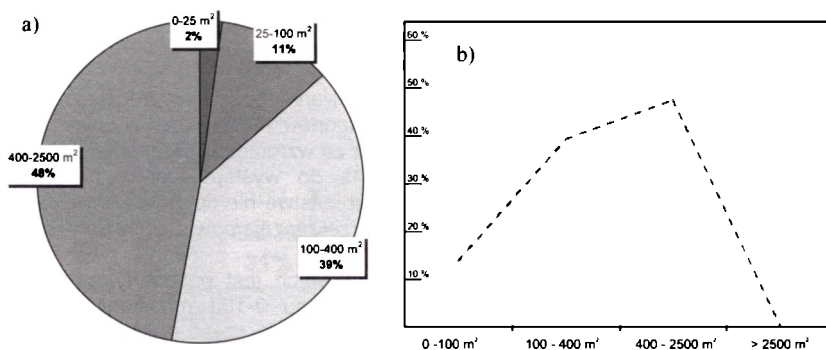 a)
0-25 m²
2%
25-100 m²
11%
400-2500 m²
48%
100-400 m²
39%
b)
60 %
50 %
40 %
30 %
20 %
10 %
0 -100 m²
100 - 400 m²
400 - 2500 m²
> 2500 m²